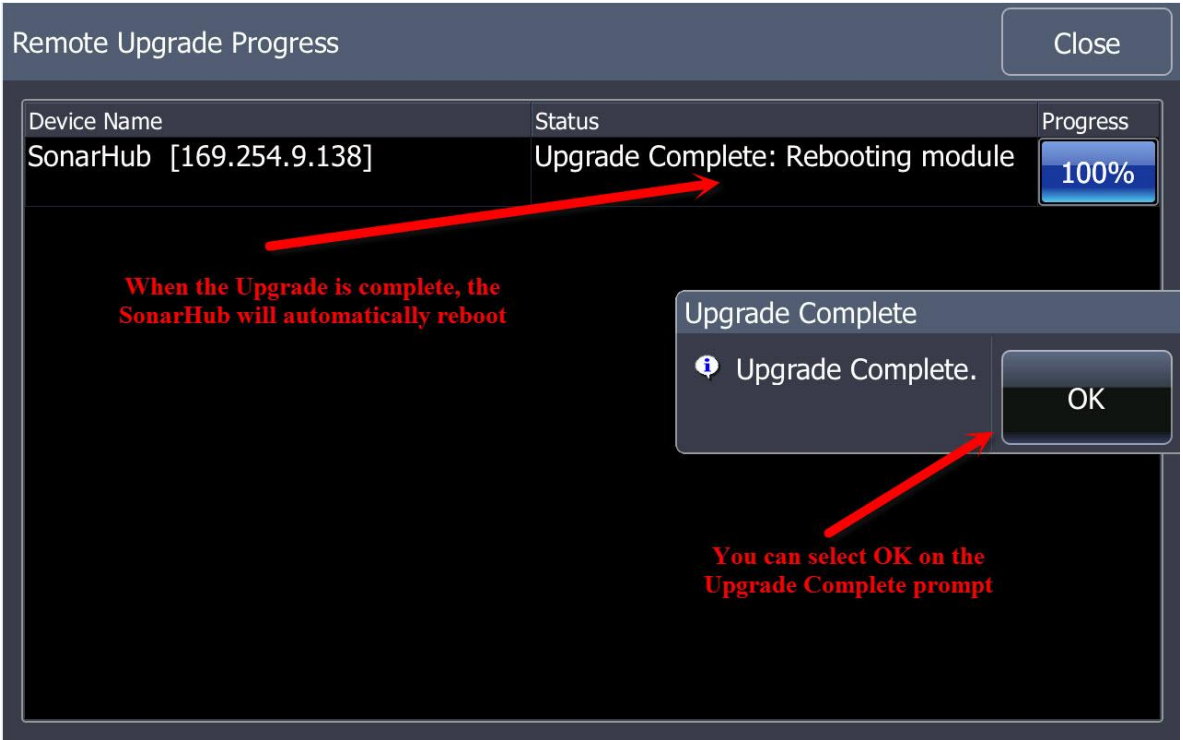 Remote Upgrade Progress
Close
Device Name
Status
Progress
SonarHub [169.254.9.138]
Upgrade Complete: Rebooting module
100%
When the Upgrade is complete, the
SonarHub will automatically reboot
Upgrade Complete
Upgrade Complete.
OK
You can select OK on the
Upgrade Complete prompt